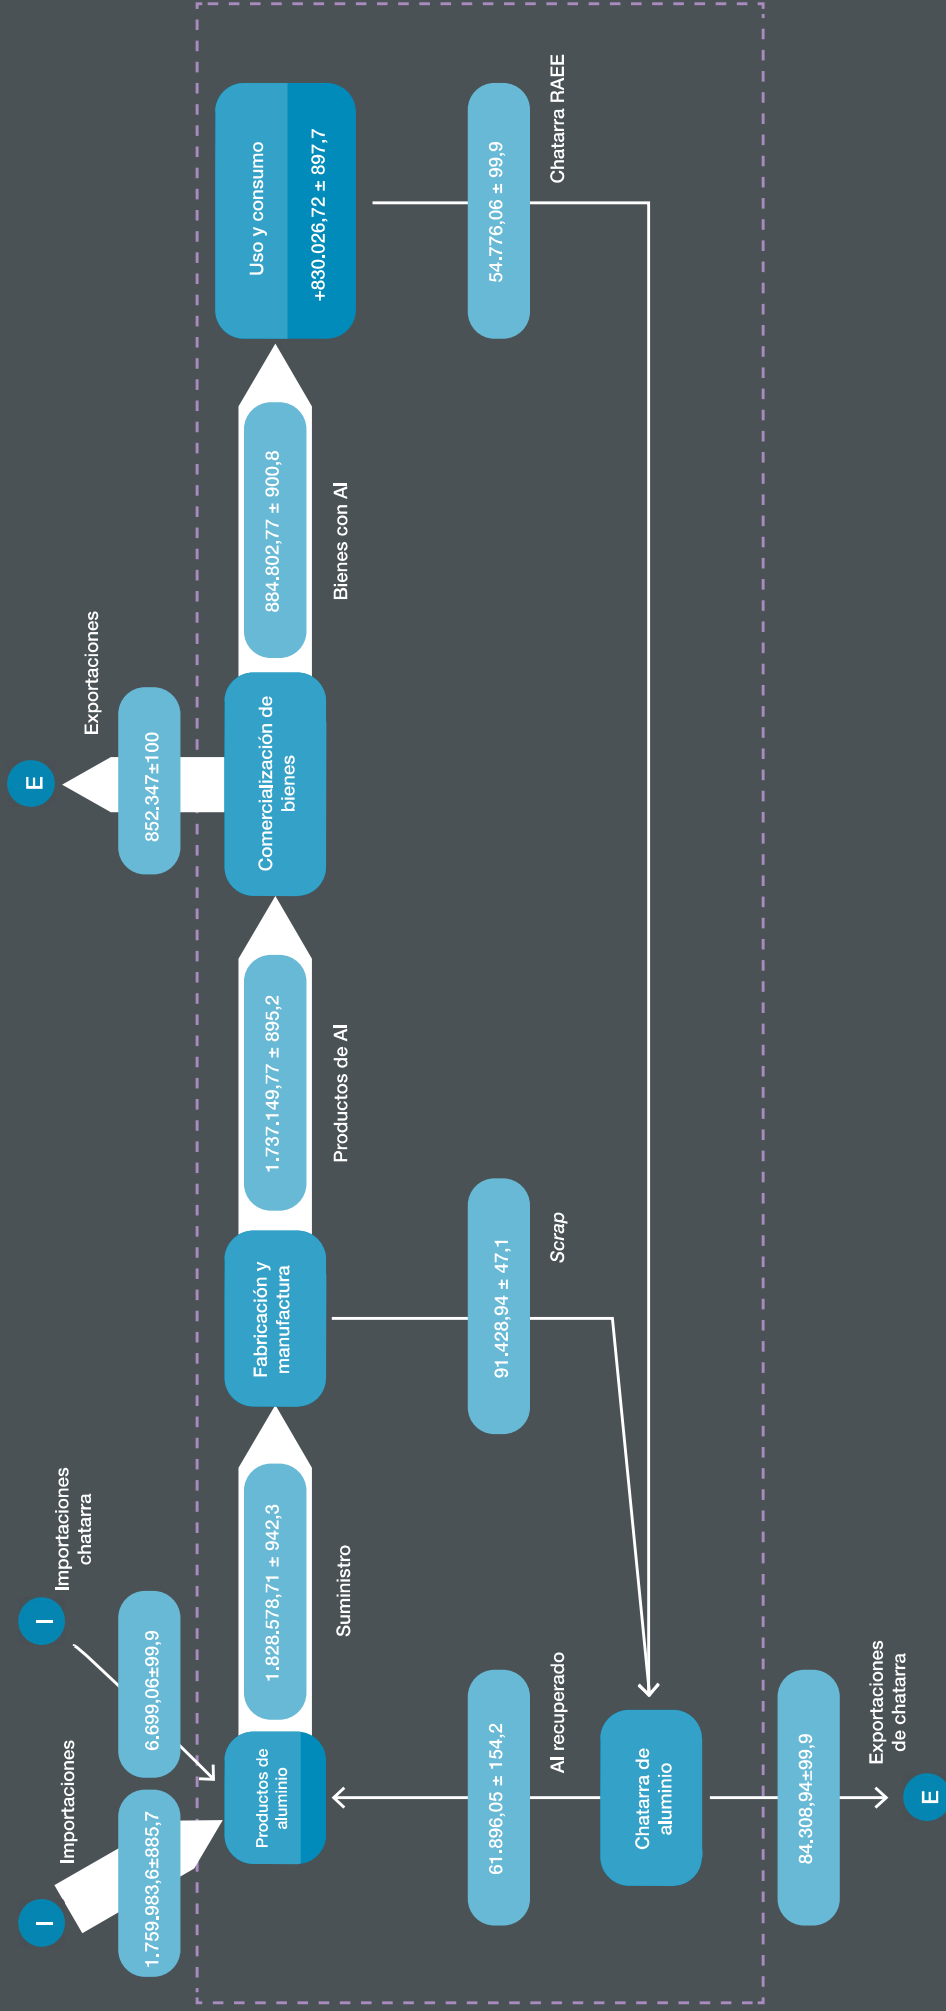 I
Importaciones
1.759.983,6±885,7
I
Importaciones
chatarra
6.699,06±99,9
Productos de
aluminio
1.828.578,71 ± 942,3
Suministro
Fabricación y
manufactura
1.737.149,77 ± 895,2
Productos de Al
Comercialización de
bienes
E
Exportaciones
852.347±100
884.802,77 ± 900,8
Bienes con Al
Uso y consumo
+830.026,72 ± 897,7
61.896,05 ± 154,2
Al recuperado
91.428,94 ± 47,1
Scrap
54.776,06 ± 99,9
Chatarra RAEE
Chatarra de
aluminio
84.308,94±99,9
Exportaciones
de chatarra
E